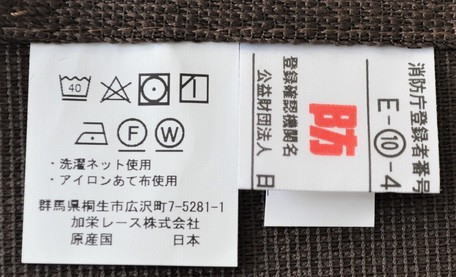 40
F W
・洗濯ネット使用
・アイロンあて布使用
群馬県桐生市広沢町7-5281-1
加栄レース株式会社
原産国 日本
消防庁登録者番号
E-⑩-4
防炎
登録確認機関名
公益財団法人 日